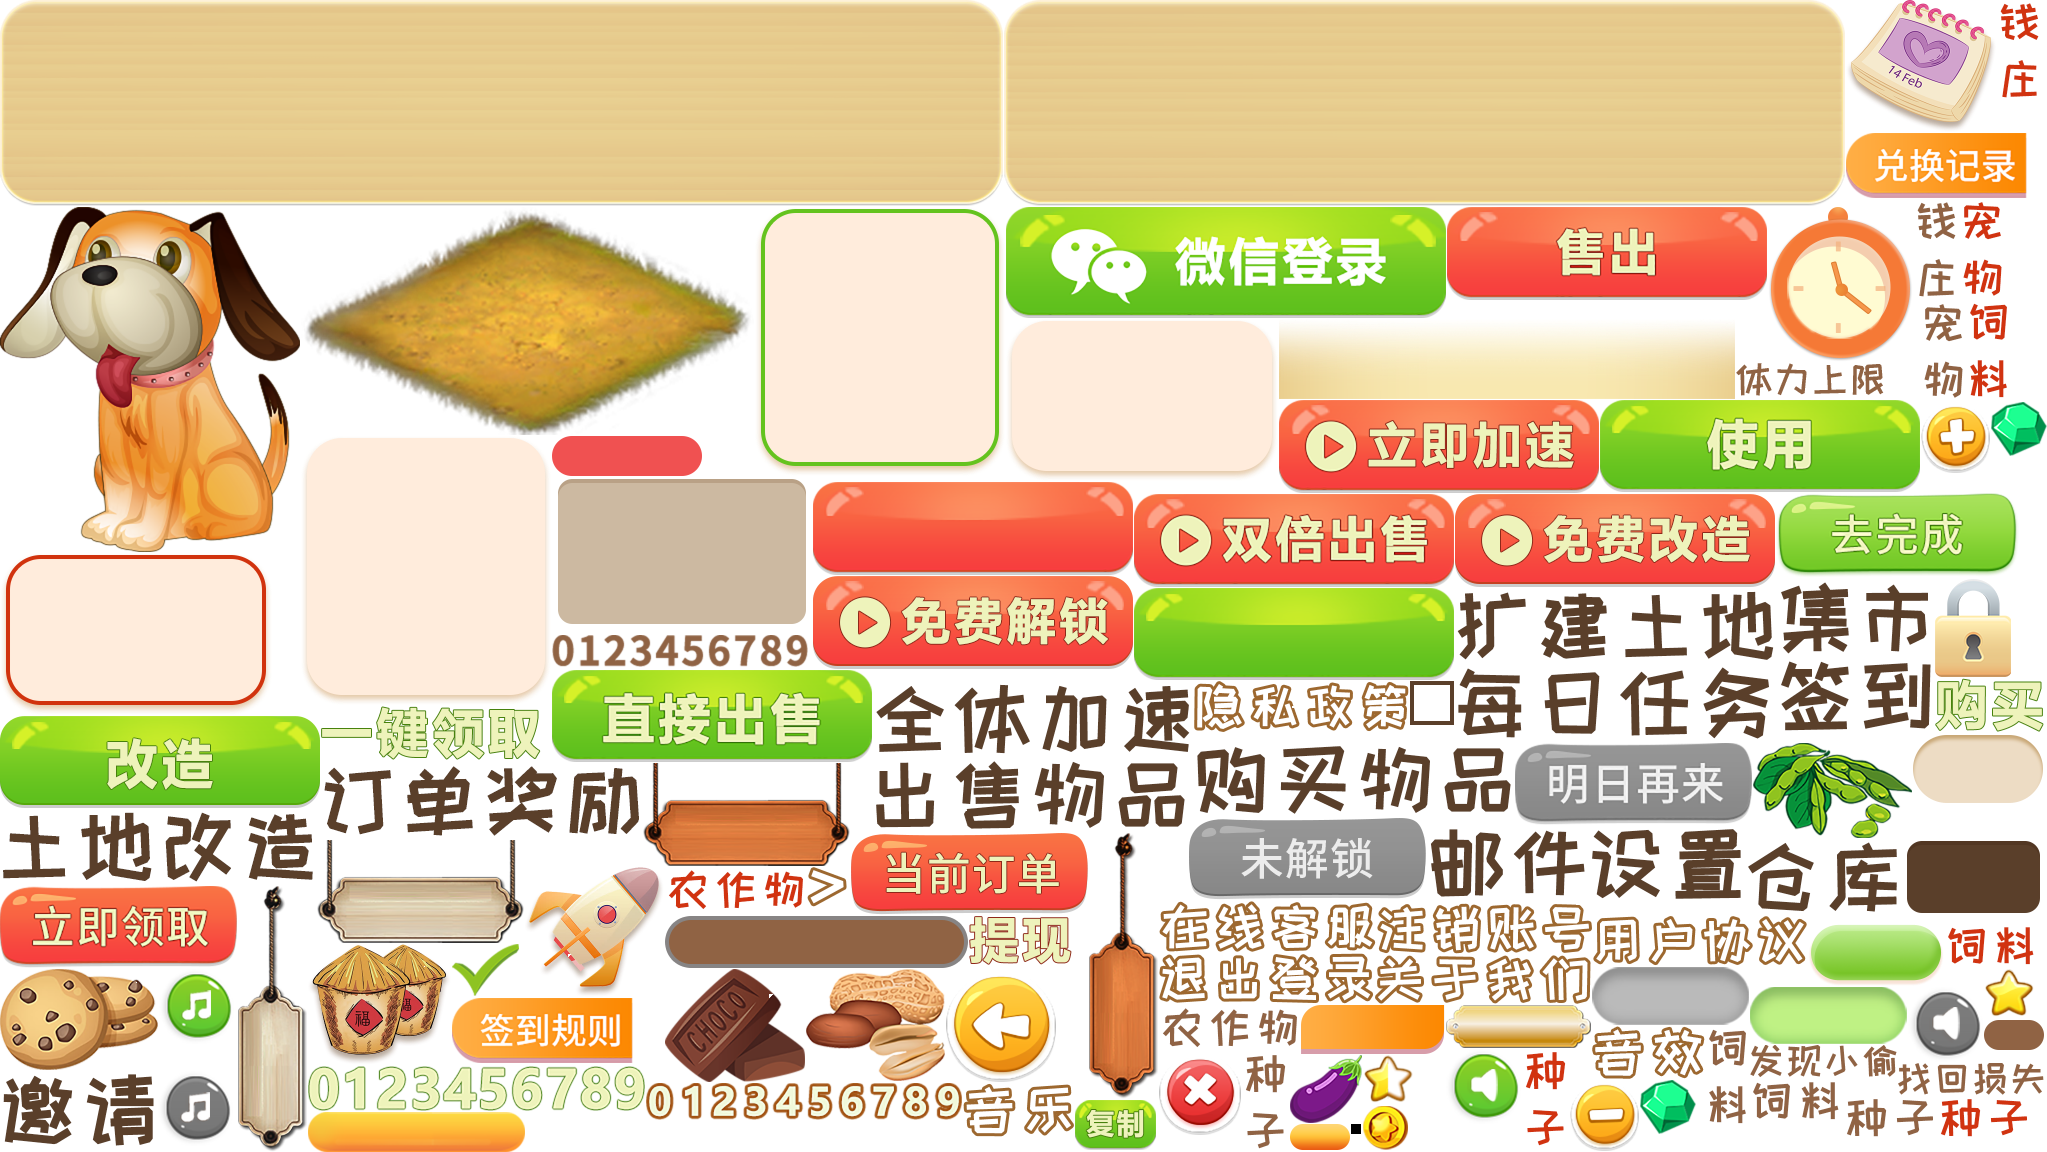 钱庄
14 Feb
兑换记录
微信登录
售出
钱庄
宠物
宠物
饲料
体力上限
立即加速
使用
双倍出售
免费改造
去完成
免费解锁
0123456789
扩建土地
集市
直接出售
全体加速
隐私政策
每日任务
签到
购买
改造
一键领取
订单奖励
出售物品
购买物品
明日再来
土地改造
农作物>
当前订单
未解锁
邮件
设置
仓库
立即领取
提现
在线客服
注销账号
用户协议
饲料
退出登录
关于我们
福
福
签到规则
CHOCO
农作物
音效
饲料
发现小偷
找回损失
邀请
0123456789
0123456789
音乐
复制
种子
种子
饲料
种子
种子